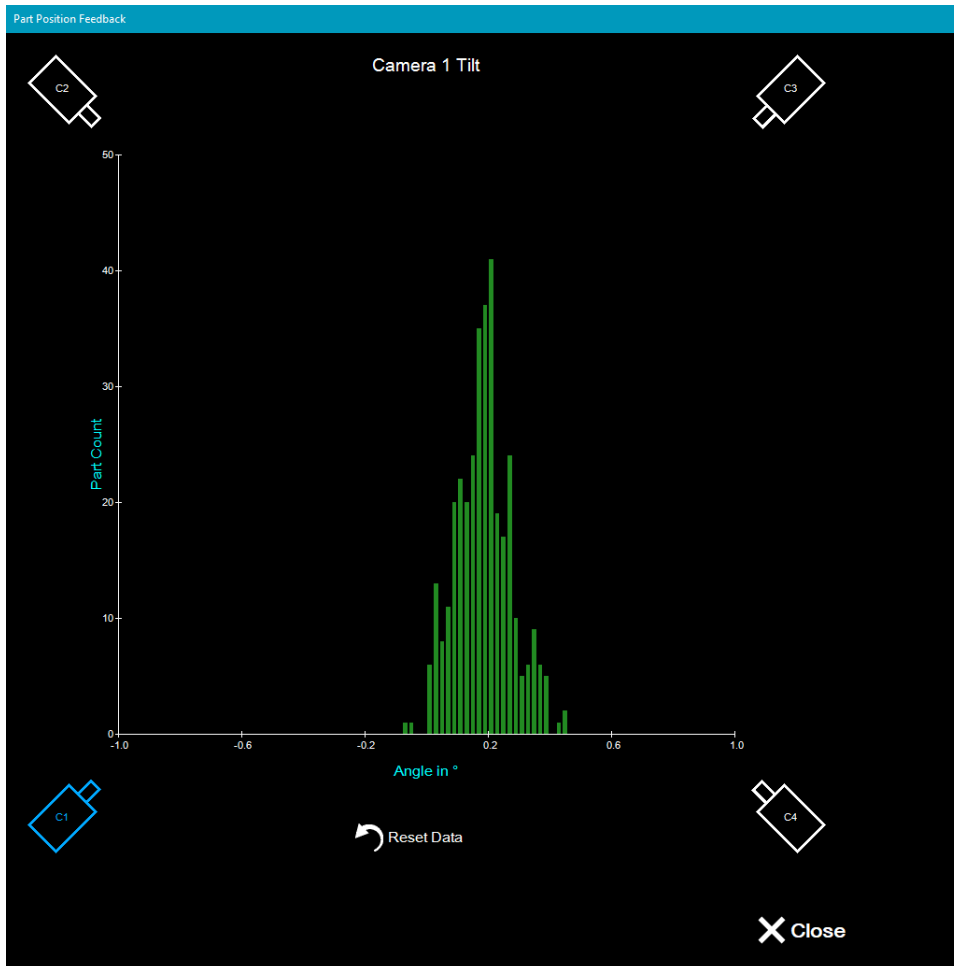 Part Position Feedback
Camera 1 Tilt
C2
C3
50
40
30
20
10
0
Part Count
-1.0 -0.6 -0.2 0.2 0.6 1.0
Angle in °
C1
C4
Reset Data
Close